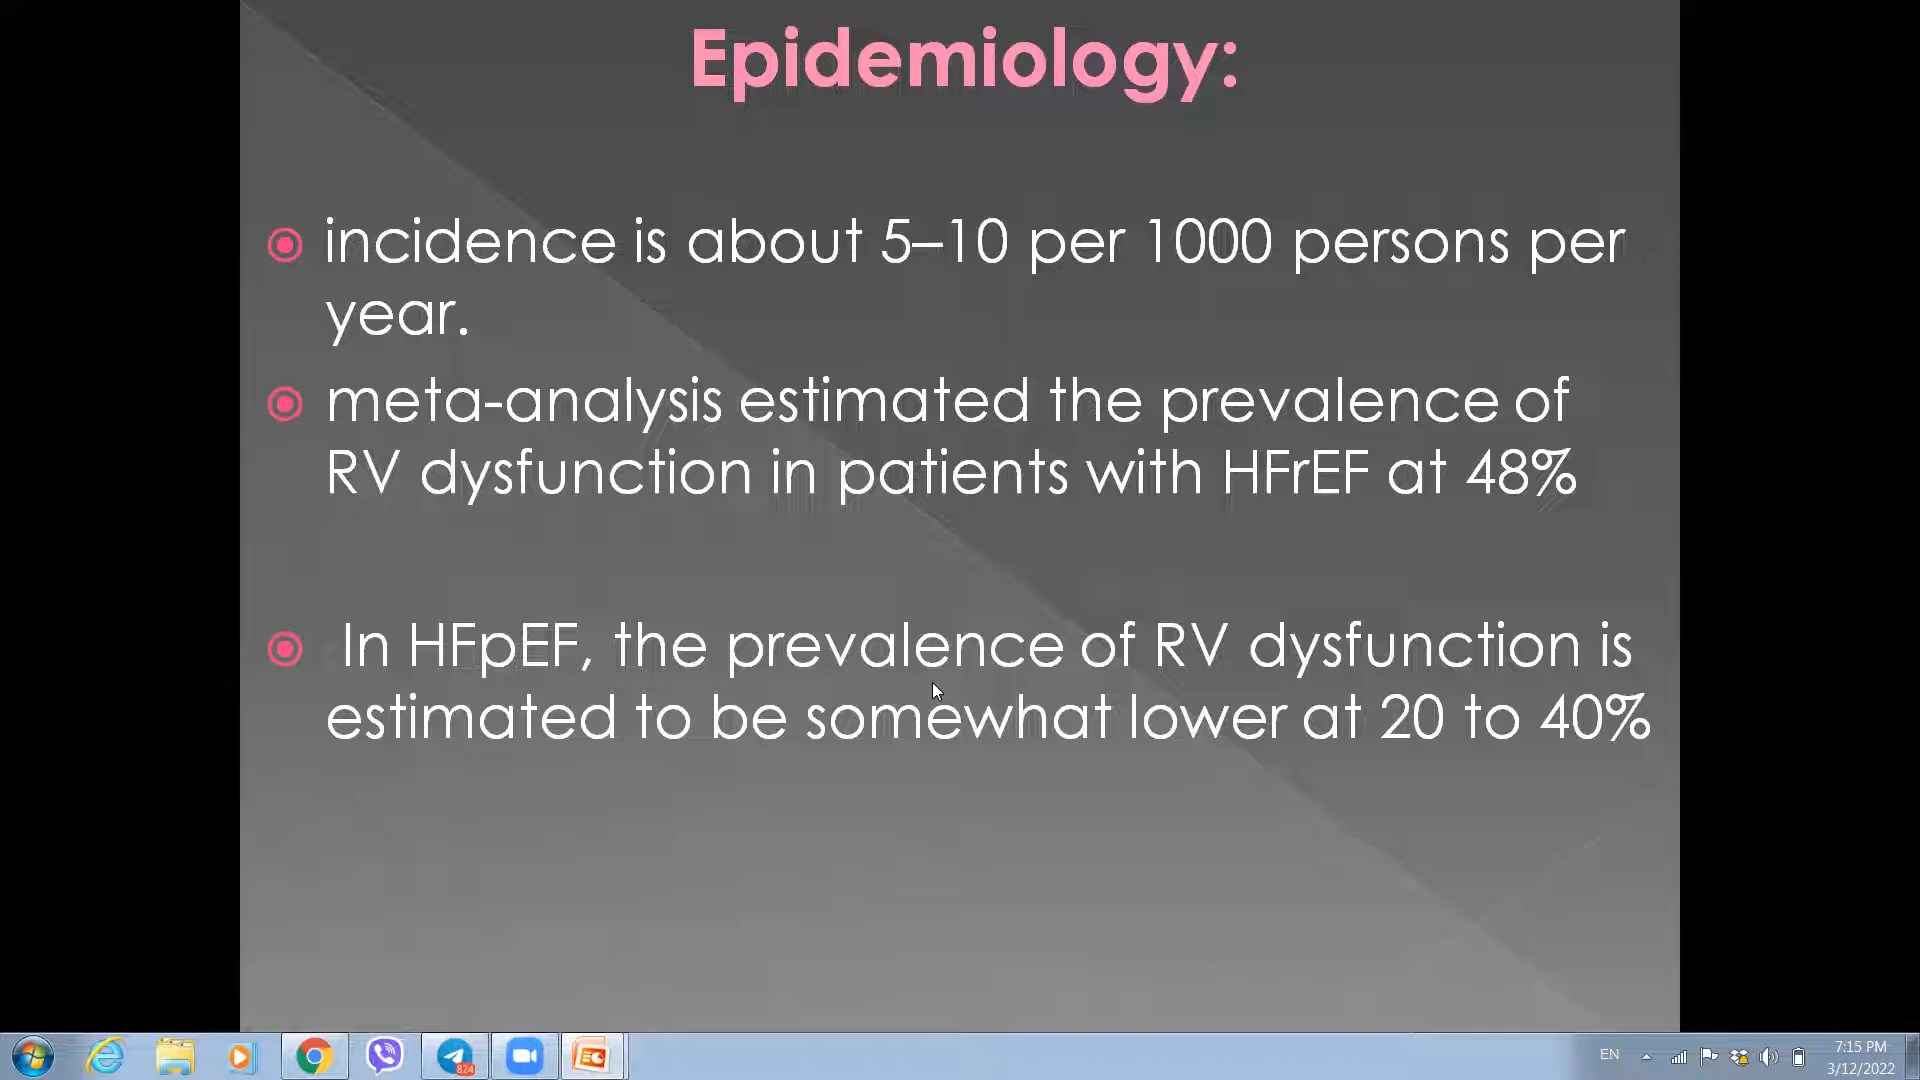 Epidemiology:
incidence is about 5–10 per 1000 persons per
year.
meta-analysis estimated the prevalence of
RV dysfunction in patients with HFrEF at 48%
In HFpEF, the prevalence of RV dysfunction is
estimated to be somewhat lower at 20 to 40%
824
EN
7:15 PM
3/12/2022